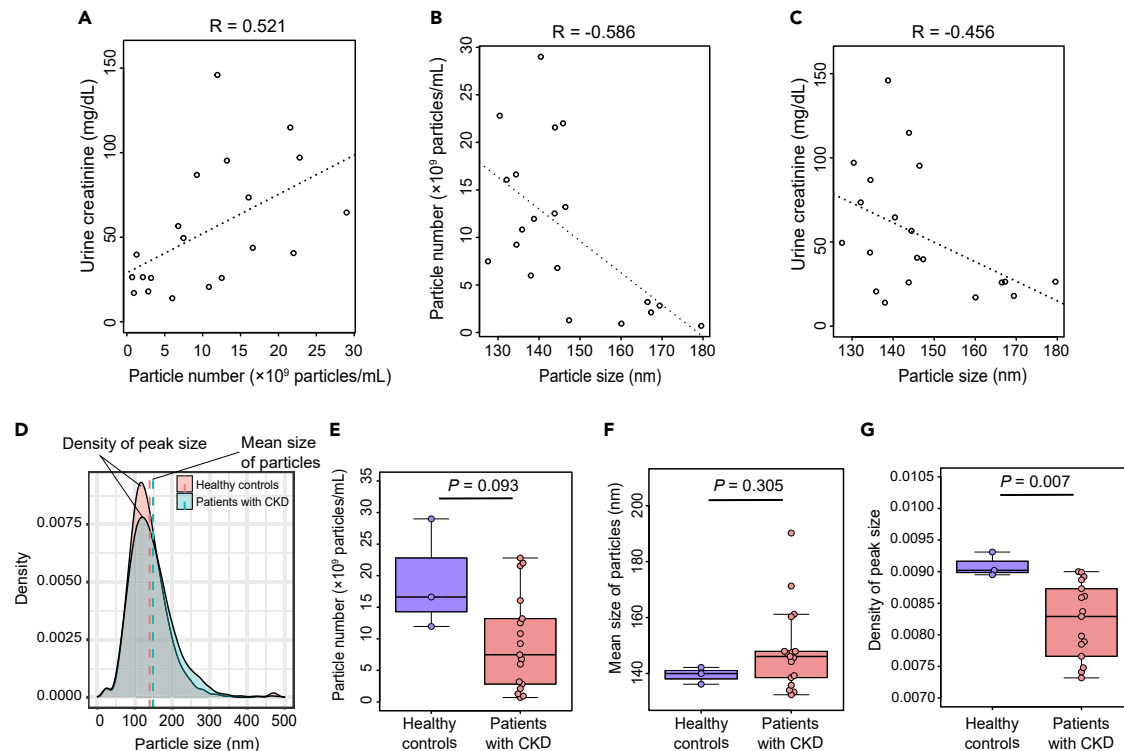 A
R = 0.521
Urine creatinine (mg/dL)
0
50
100
150
0
5
10
15
20
25
30
Particle number (×10⁹ particles/mL)
B
R = -0.586
Particle number (×10⁹ particles/mL)
0
5
10
15
20
25
30
130
140
150
160
170
180
Particle size (nm)
C
R = -0.456
Urine creatinine (mg/dL)
0
50
100
150
130
140
150
160
170
180
Particle size (nm)
D
Density of peak size
Mean size
of particles
Healthy controls
Patients with CKD
Density
0.0075
0.0050
0.0025
0.0000
0
100
200
300
400
500
Particle size (nm)
E
P = 0.093
Particle number (×10⁹ particles/mL)
35
30
25
20
15
10
5
0
Healthy
controls
Patients
with CKD
F
P = 0.305
Mean size of particles (nm)
200
180
160
140
Healthy
controls
Patients
with CKD
G
P = 0.007
Density of peak size
0.0105
0.0100
0.0095
0.0090
0.0085
0.0080
0.0075
0.0070
Healthy
controls
Patients
with CKD